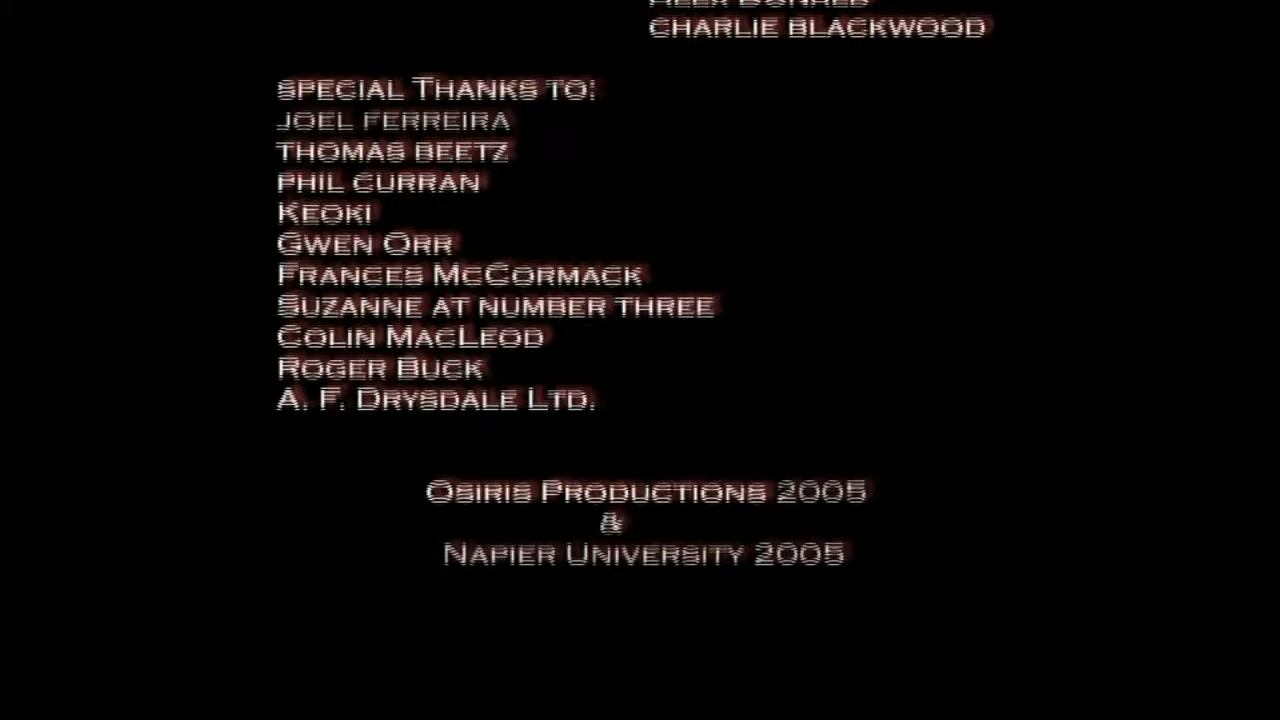 CHARLIE BLACKWOOD
SPECIAL THANKS TO:
JOEL FERREIRA
THOMAS BEETZ
PHIL CURRAN
KEOKI
GWEN ORR
FRANCES MCCORMACK
SUZANNE AT NUMBER THREE
COLIN MACLEOD
ROGER BUCK
A. F. DRYSDALE LTD.
OSIRIS PRODUCTIONS 2005
&
NAPIER UNIVERSITY 2005